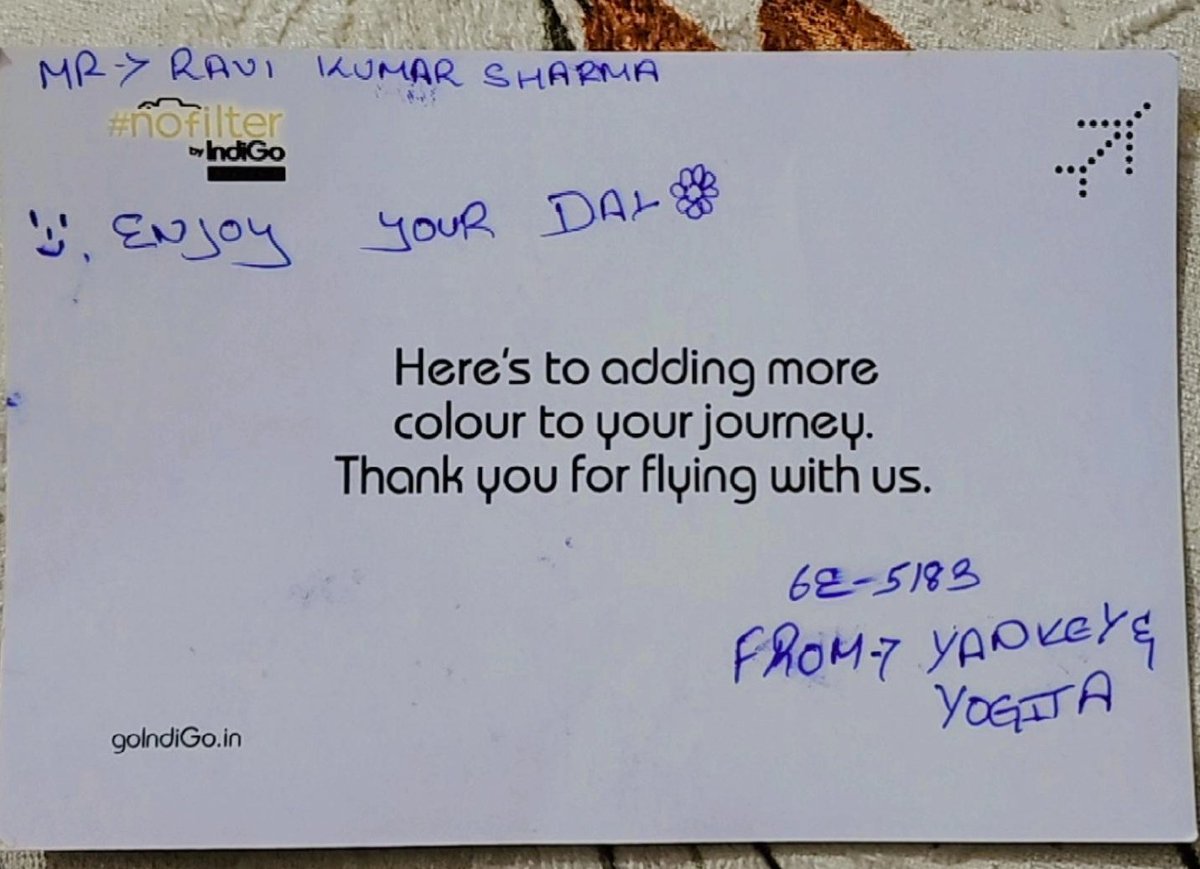 MR → RAVI KUMAR SHARMA
#nofilter
by IndiGo
ENJOY YOUR DAY
Here's to adding more
colour to your journey.
Thank you for flying with us.
6E-5183
FROM → YANKEY &
YOGITA
goIndiGo.in